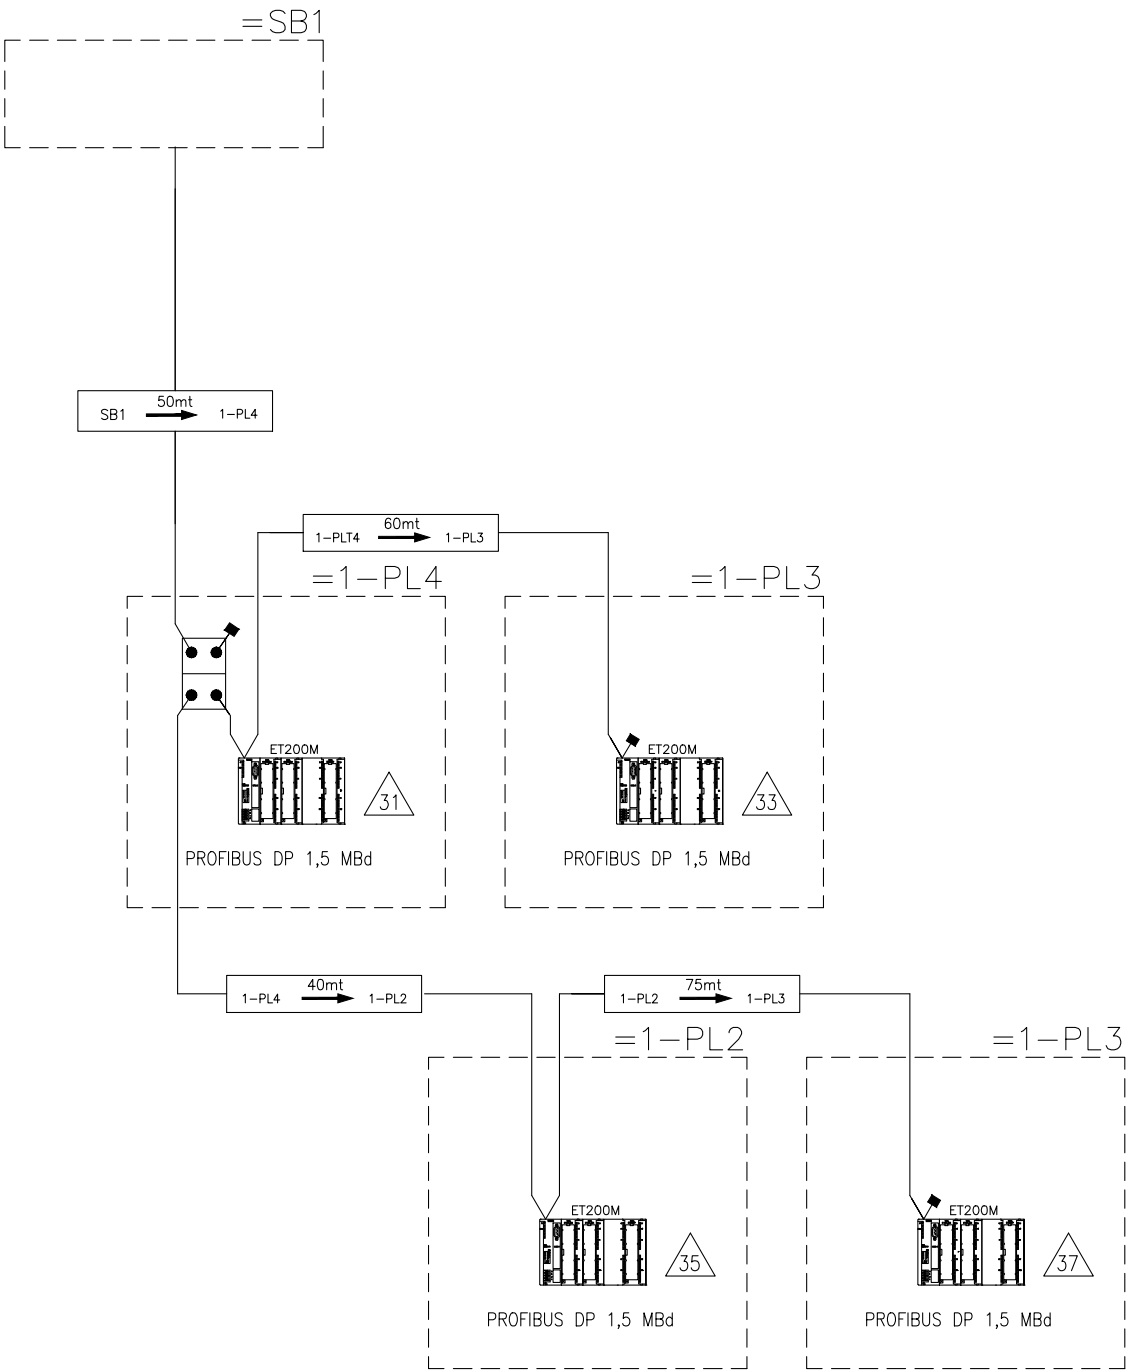 =SB1
50mt
SB1 1-PL4
60mt
1-PLT4 1-PL3
=1-PL4
=1-PL3
ET200M
31
PROFIBUS DP 1,5 MBd
ET200M
33
PROFIBUS DP 1,5 MBd
40mt
1-PL4 1-PL2
75mt
1-PL2 1-PL3
=1-PL2
=1-PL3
ET200M
35
PROFIBUS DP 1,5 MBd
ET200M
37
PROFIBUS DP 1,5 MBd